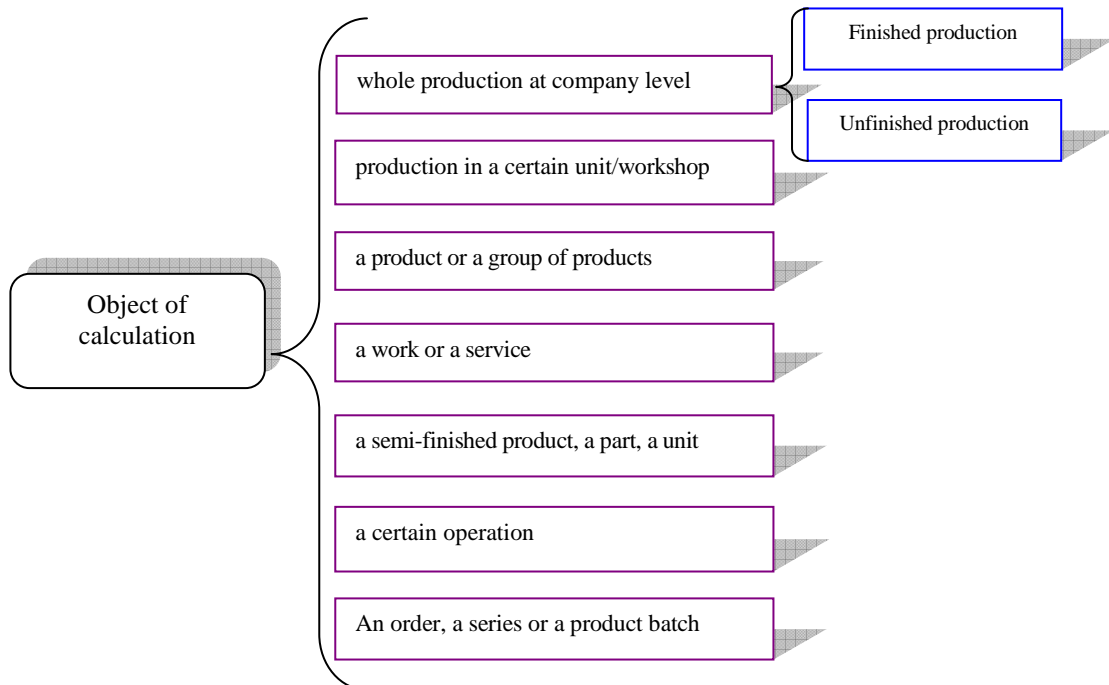 Object of
calculation
whole production at company level
Finished production
Unfinished production
production in a certain unit/workshop
a product or a group of products
a work or a service
a semi-finished product, a part, a unit
a certain operation
An order, a series or a product batch